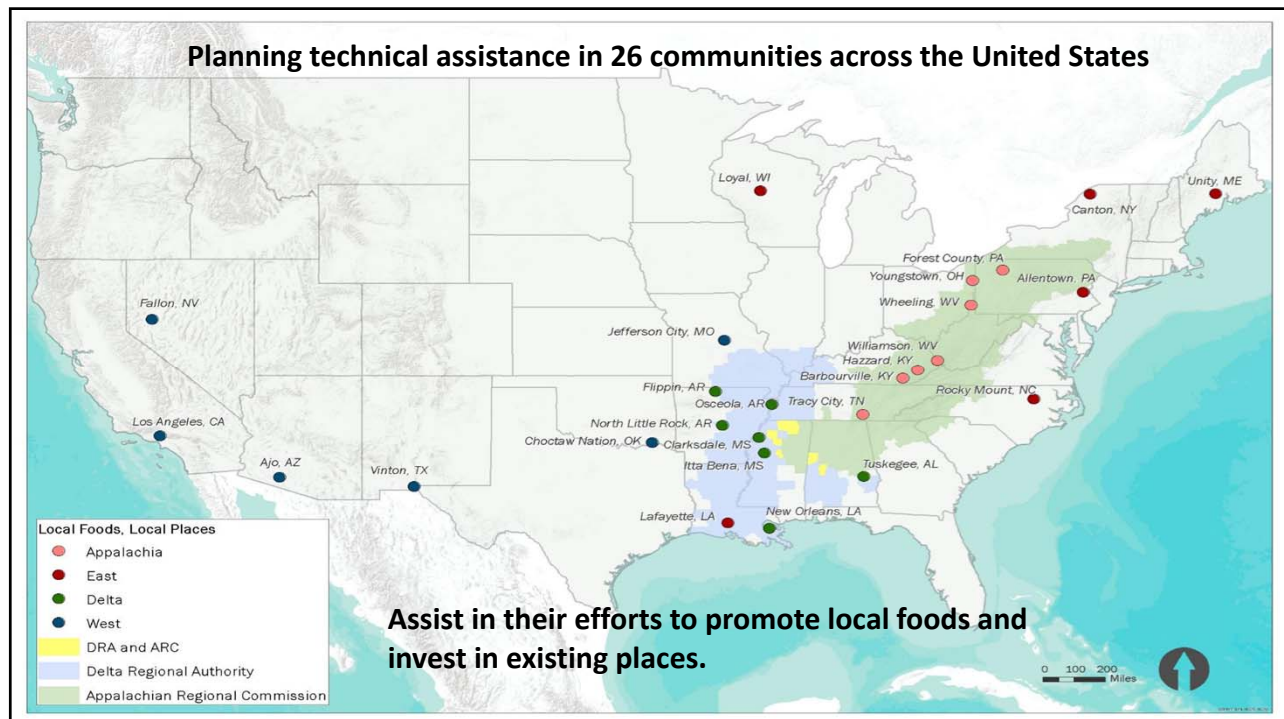 Planning technical assistance in 26 communities across the United States
Loyal, WI
Unity, ME
Canton, NY
Forest County, PA
Youngstown, OH
Allentown, PA
Wheeling, WV
Fallon, NV
Jefferson City, MO
Williamson, WV
Hazzard, KY
Barbourville, KY
Flippin, AR
Osceola, AR
Tracy City, TN
Rocky Mount, NC
Los Angeles, CA
North Little Rock, AR
Choctaw Nation, OK
Clarksdale, MS
Ajo, AZ
Vinton, TX
Itta Bena, MS
Tuskegee, AL
Lafayette, LA
New Orleans, LA
Local Foods, Local Places
Appalachia
East
Delta
West
DRA and ARC
Delta Regional Authority
Appalachian Regional Commission
Assist in their efforts to promote local foods and
invest in existing places.
0 100 200
Miles